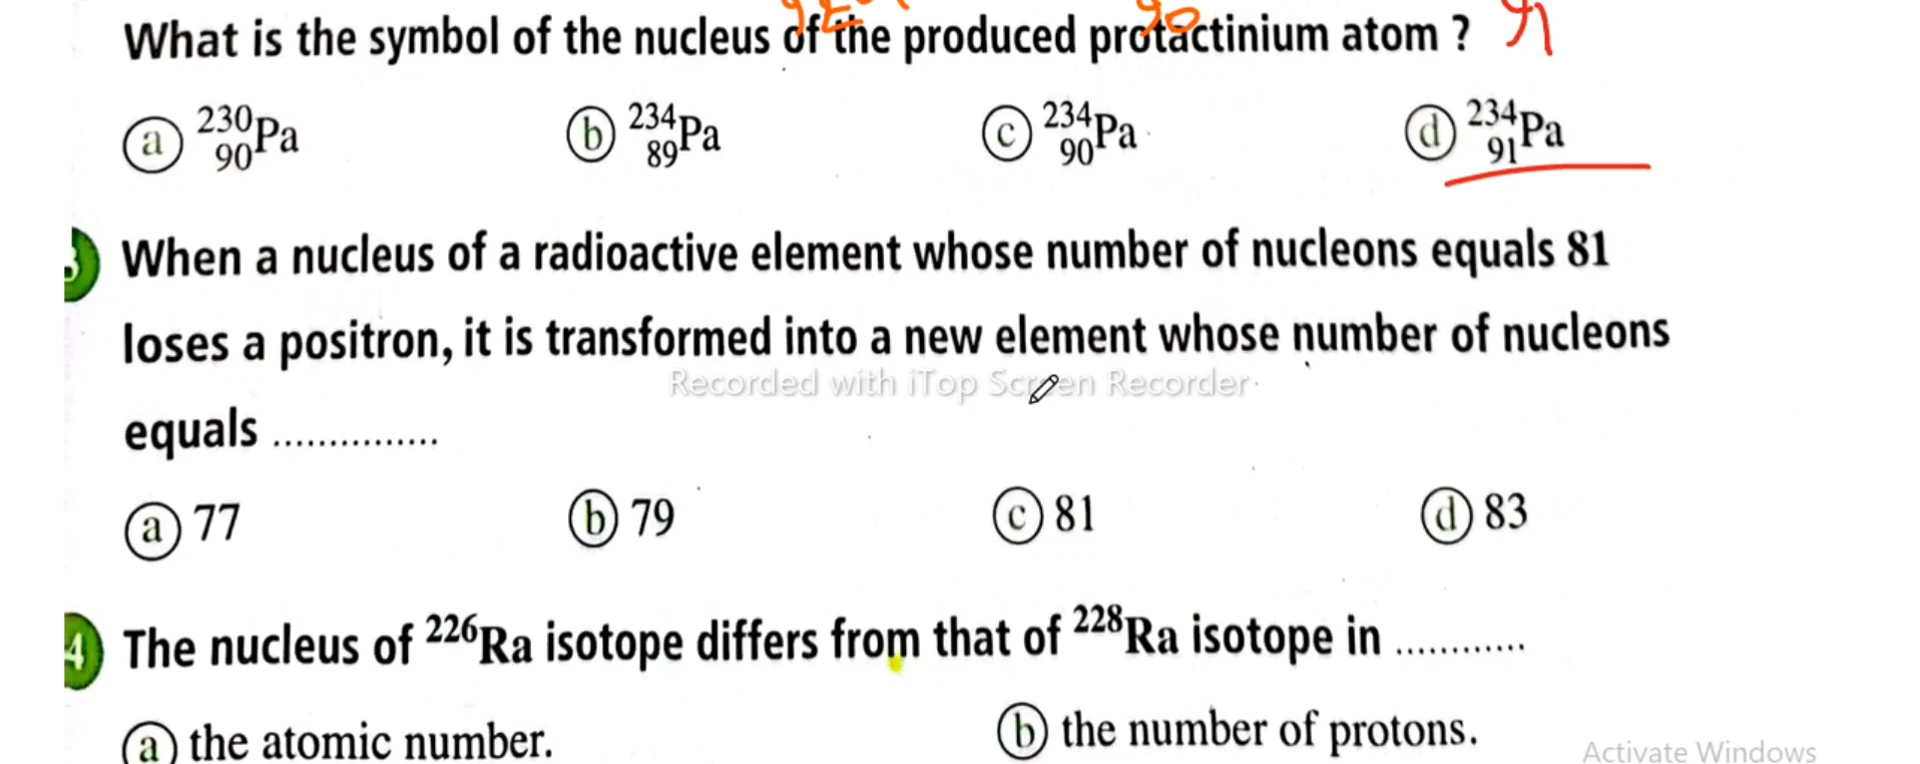 What is the symbol of the nucleus of the produced protactinium atom ? 91
a 230 90 Pa b 234 89 Pa c 234 90 Pa d 234 91 Pa
3 When a nucleus of a radioactive element whose number of nucleons equals 81
loses a positron, it is transformed into a new element whose number of nucleons
Recorded with iTop Screen Recorder
equals ...............
a 77 b 79 c 81 d 83
4 The nucleus of ²²⁶Ra isotope differs from that of ²²⁸Ra isotope in ............
a the atomic number. b the number of protons.
Activate Windows